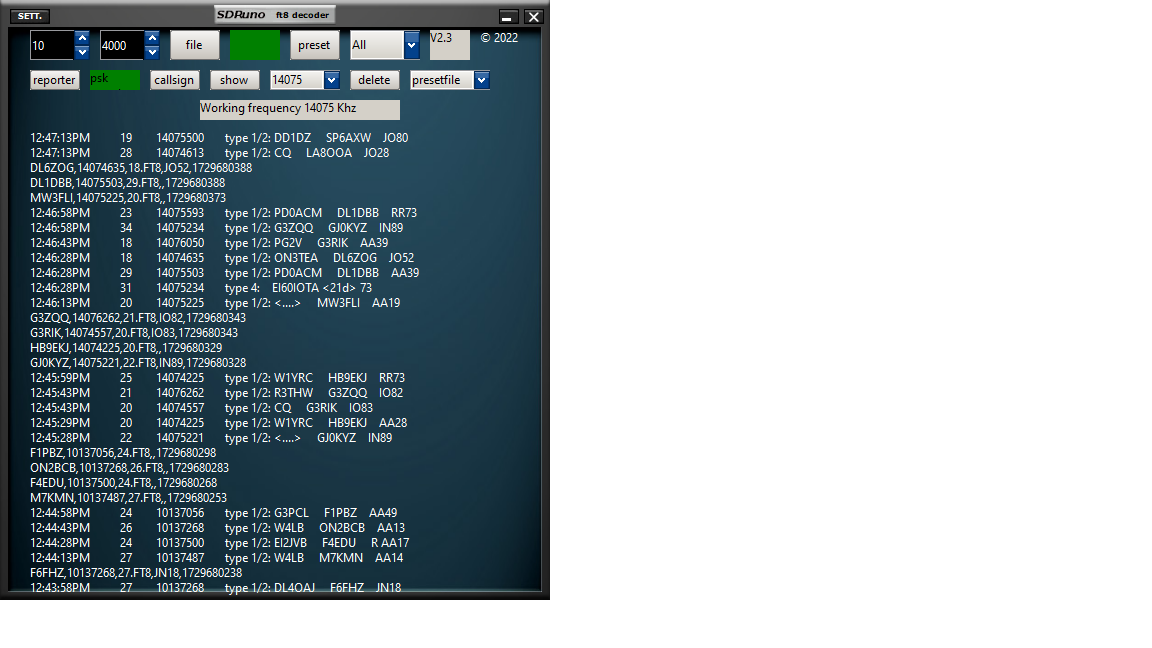 SETT. SDRuno ft8 decoder
10 4000 file preset All V2.3 © 2022
reporter psk callsign show 14075 delete presetfile
Working frequency 14075 Khz
12:47:13PM 19 14075500 type 1/2: DD1DZ SP6AXW JO80
12:47:13PM 28 14074613 type 1/2: CQ LA8OOA JO28
DL6ZOG,14074635,18.FT8,JO52,1729680388
DL1DBB,14075503,29.FT8,,1729680388
MW3FLI,14075225,20.FT8,,1729680373
12:46:58PM 23 14075593 type 1/2: PD0ACM DL1DBB RR73
12:46:58PM 34 14075234 type 1/2: G3ZQQ GJ0KYZ IN89
12:46:43PM 18 14076050 type 1/2: PG2V G3RIK AA39
12:46:28PM 18 14074635 type 1/2: ON3TEA DL6ZOG JO52
12:46:28PM 29 14075503 type 1/2: PD0ACM DL1DBB AA39
12:46:28PM 31 14075234 type 4: EI60IOTA <21d> 73
12:46:13PM 20 14075225 type 1/2: <....> MW3FLI AA19
G3ZQQ,14076262,21.FT8,IO82,1729680343
G3RIK,14074557,20.FT8,IO83,1729680343
HB9EKJ,14074225,20.FT8,,1729680329
GJ0KYZ,14075221,22.FT8,IN89,1729680328
12:45:59PM 25 14074225 type 1/2: W1YRC HB9EKJ RR73
12:45:43PM 21 14076262 type 1/2: R3THW G3ZQQ IO82
12:45:43PM 20 14074557 type 1/2: CQ G3RIK IO83
12:45:29PM 20 14074225 type 1/2: W1YRC HB9EKJ AA28
12:45:28PM 22 14075221 type 1/2: <....> GJ0KYZ IN89
F1PBZ,10137056,24.FT8,,1729680298
ON2BCB,10137268,26.FT8,,1729680283
F4EDU,10137500,24.FT8,,1729680268
M7KMN,10137487,27.FT8,,1729680253
12:44:58PM 24 10137056 type 1/2: G3PCL F1PBZ AA49
12:44:43PM 26 10137268 type 1/2: W4LB ON2BCB AA13
12:44:28PM 24 10137500 type 1/2: EI2JVB F4EDU R AA17
12:44:13PM 27 10137487 type 1/2: W4LB M7KMN AA14
F6FHZ,10137268,27.FT8,JN18,1729680238
12:43:58PM 27 10137268 type 1/2: DL4OAJ F6FHZ JN18